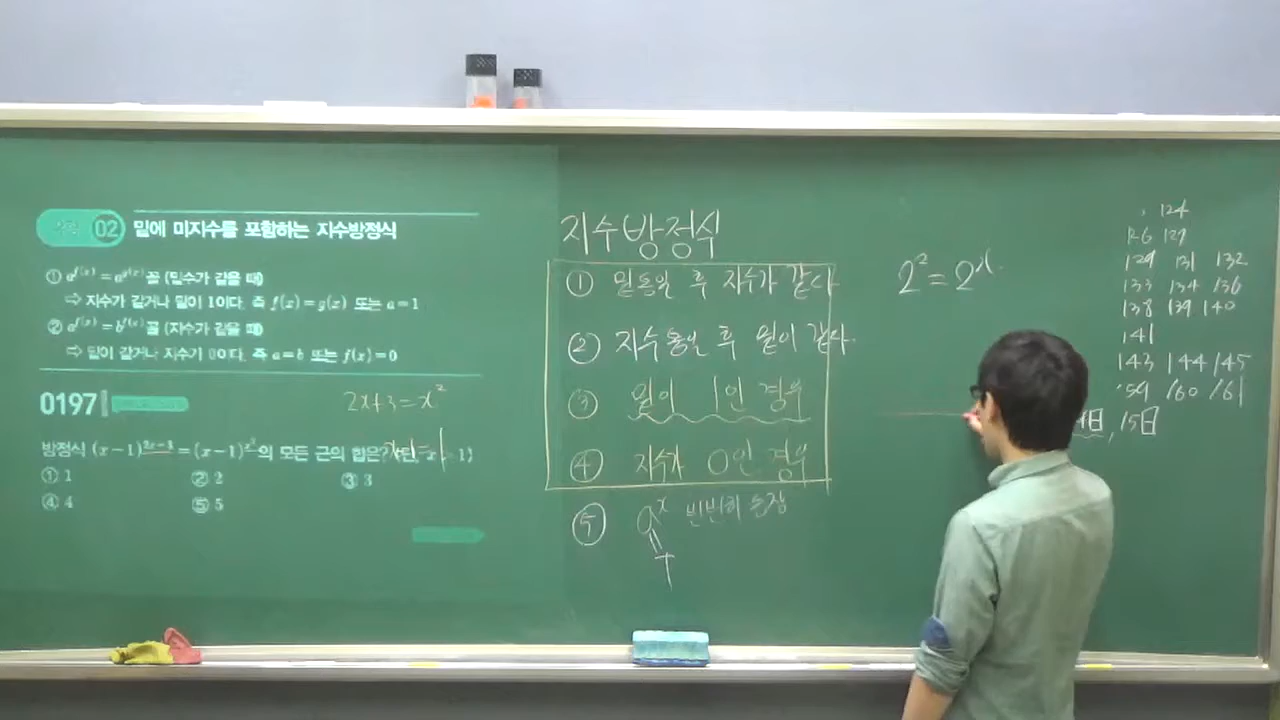 02 밑에 미지수를 포함하는 지수방정식
① a^{f(x)} = a^{g(x)} 꼴 (밑수가 같을 때)
⇨ 지수가 같거나 밑이 1이다. 즉 f(x) = g(x) 또는 a = 1
② a^{f(x)} = b^{f(x)} 꼴 (지수가 같을 때)
⇨ 밑이 같거나 지수가 0이다. 즉 a = b 또는 f(x) = 0
0197
2x+3 = x²
방정식 (x-1)^{2x+3} = (x-1)^{x²}의 모든 근의 합은?
① 1 ② 2 ③ 3
④ 4 ⑤ 5
지수방정식
① 밑통일 후 지수가 같다
② 지수통일 후 밑이 같다.
③ 밑이 1인 경우
④ 지수가 0인 경우
⑤ a^x 빈번히 등장
T
2² = 2^x
124
126 127
129 131 132
133 134 136
138 139 140
141
143 144 145
159 160 161
日, 15日